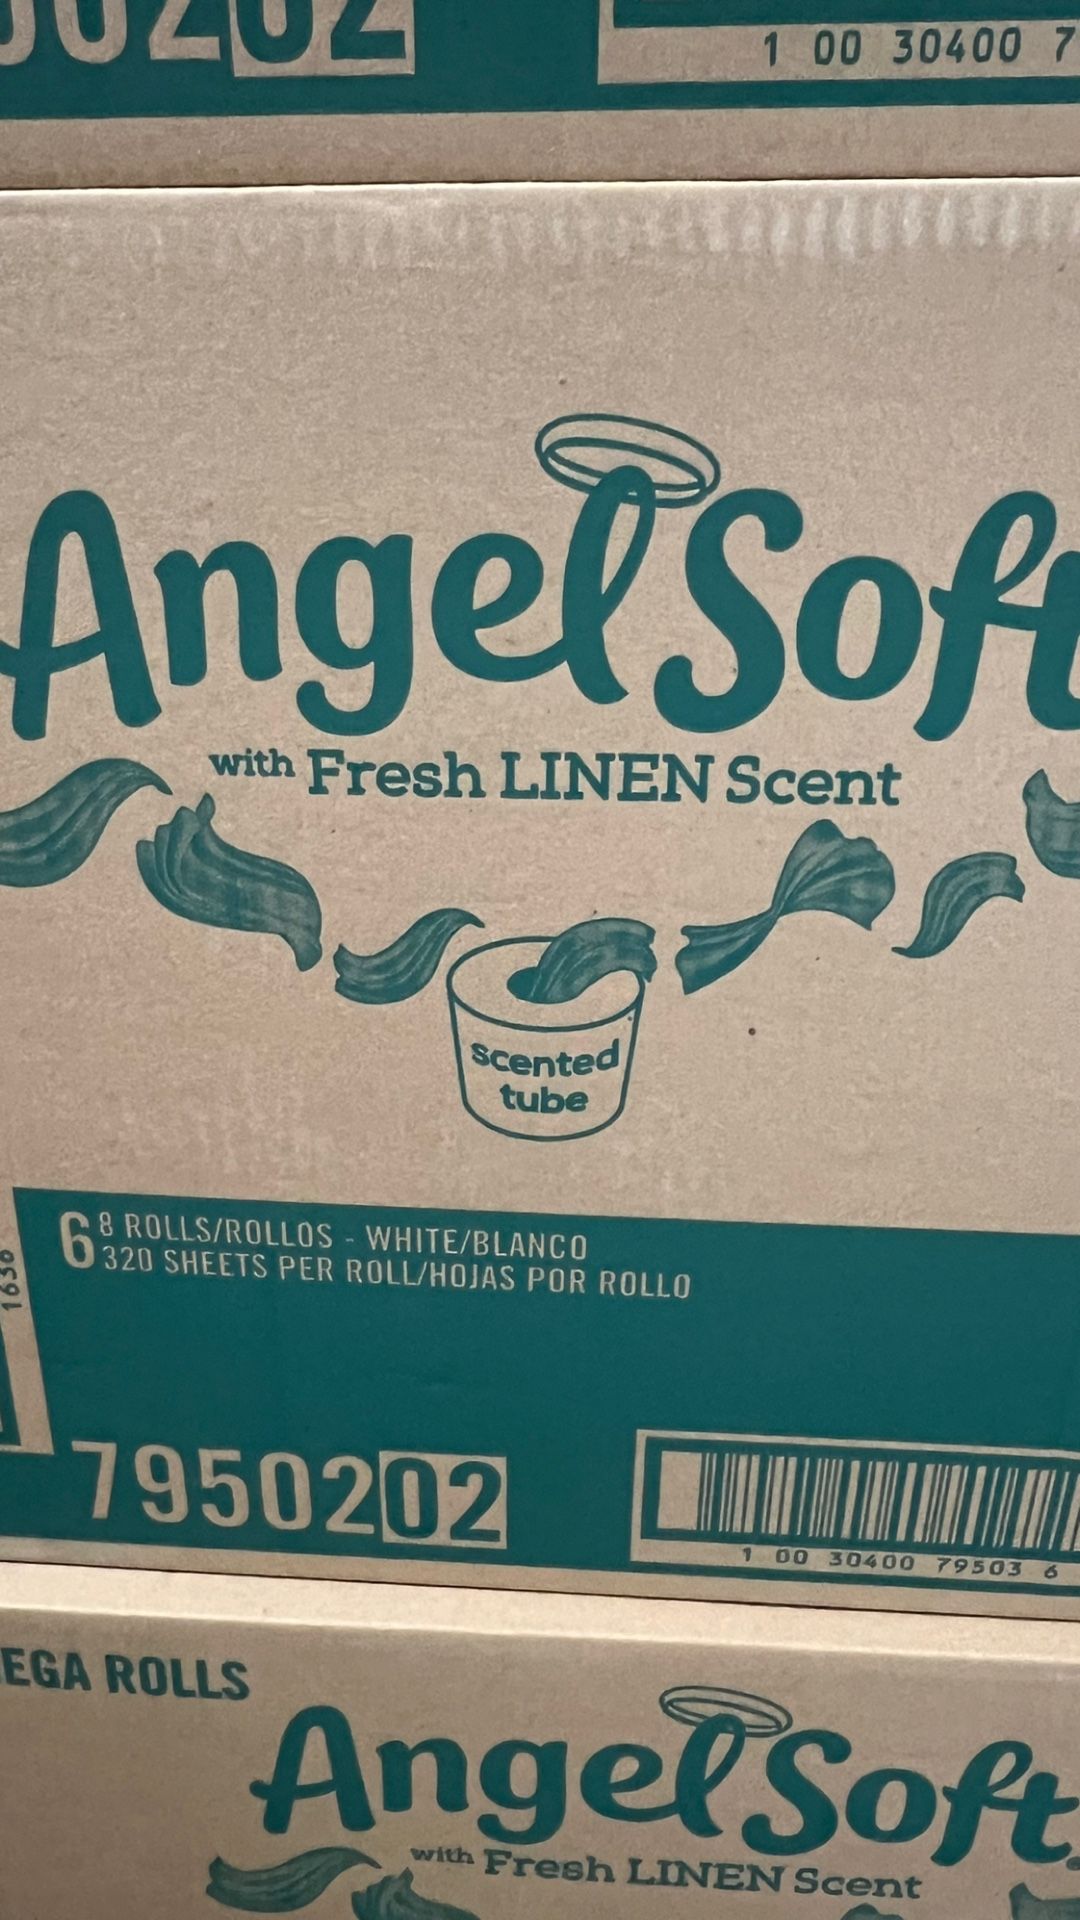 1 00 30400 7
Angel Soft
with Fresh LINEN Scent
scented
tube
6 8 ROLLS/ROLLOS - WHITE/BLANCO
320 SHEETS PER ROLL/HOJAS POR ROLLO
1636
7950202
1 00 30400 79503 6
EGA ROLLS
Angel Soft
with Fresh LINEN Scent